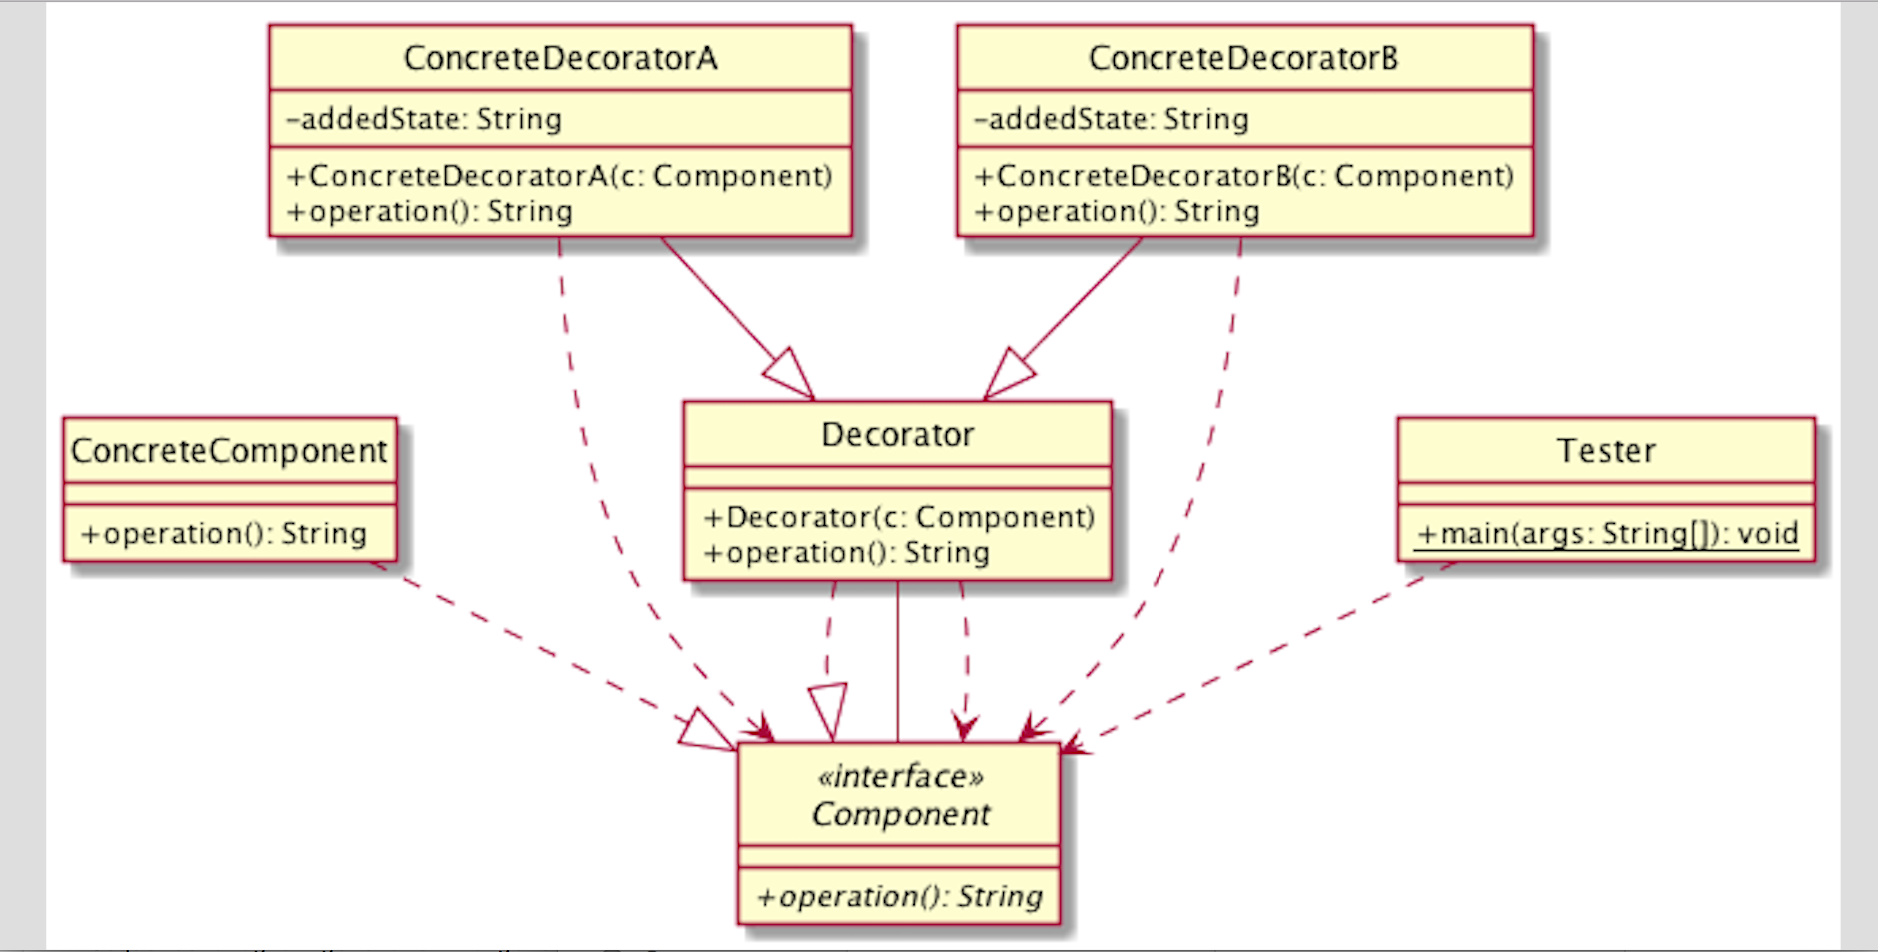 ConcreteDecoratorA
-addedState: String
+ConcreteDecoratorA(c: Component)
+operation(): String
ConcreteDecoratorB
-addedState: String
+ConcreteDecoratorB(c: Component)
+operation(): String
ConcreteComponent
+operation(): String
Decorator
+Decorator(c: Component)
+operation(): String
Tester
+main(args: String[]): void
«interface»
Component
+operation(): String